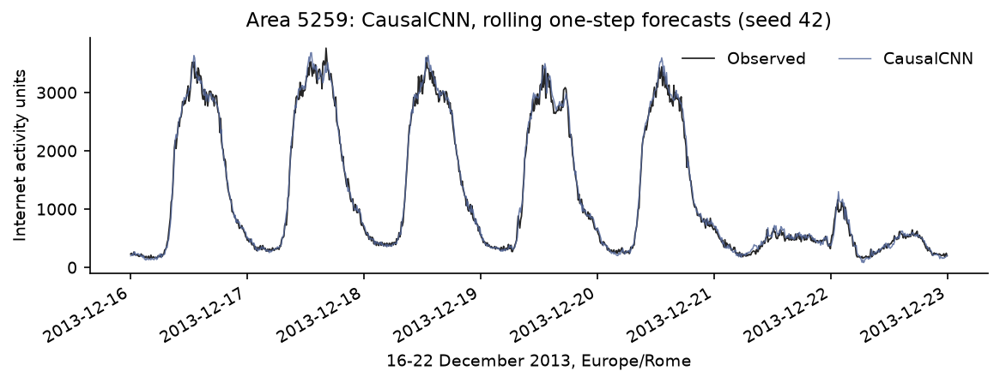 Area 5259: CausalCNN, rolling one-step forecasts (seed 42)
Observed
CausalCNN
Internet activity units
3000
2000
1000
0
2013-12-16
2013-12-17
2013-12-18
2013-12-19
2013-12-20
2013-12-21
2013-12-22
2013-12-23
16-22 December 2013, Europe/Rome